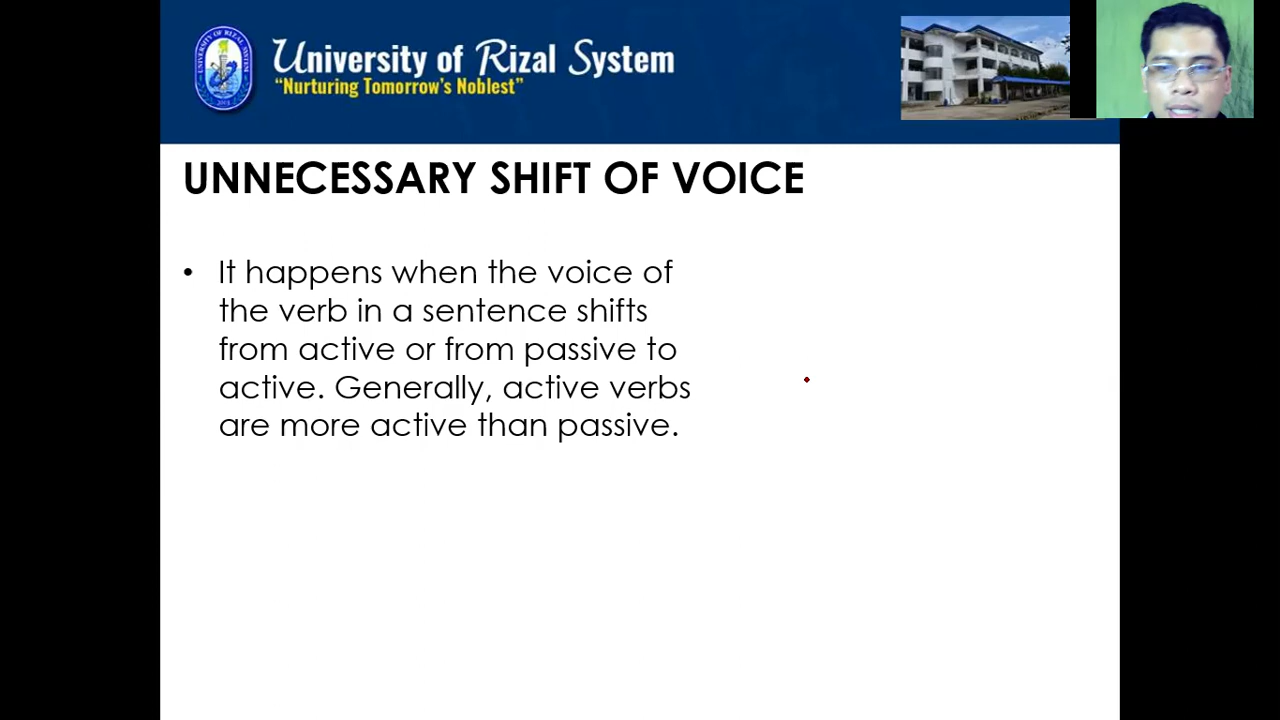 University of Rizal System
"Nurturing Tomorrow's Noblest"
UNNECESSARY SHIFT OF VOICE
• It happens when the voice of
the verb in a sentence shifts
from active or from passive to
active. Generally, active verbs
are more active than passive.